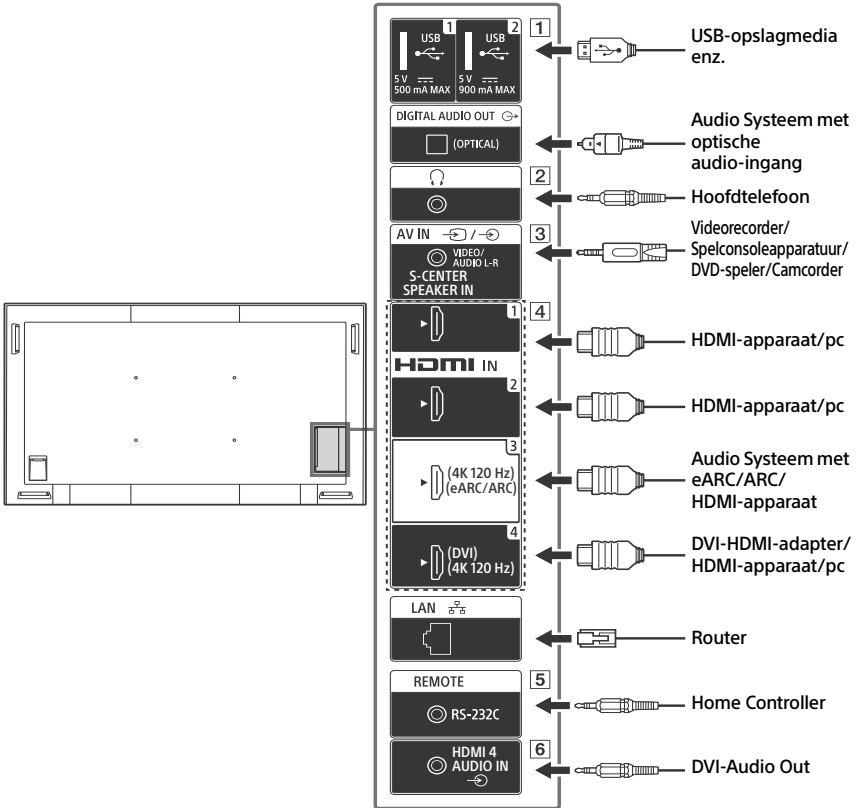 1 2 1
USB USB
5 V 5 V
500 mA MAX 900 mA MAX
USB-opslagmedia
enz.
DIGITAL AUDIO OUT
(OPTICAL)
Audio Systeem met
optische
audio-ingang
2
Hoofdtelefoon
AV IN / 3
VIDEO/
AUDIO L-R
S-CENTER
SPEAKER IN
Videorecorder/
Spelconsoleapparatuur/
DVD-speler/Camcorder
1 4
HDMI-apparaat/pc
HDMI IN
2
HDMI-apparaat/pc
3
(4K 120 Hz)
(eARC/ARC)
Audio Systeem met
eARC/ARC/
HDMI-apparaat
4
(DVI)
(4K 120 Hz)
DVI-HDMI-adapter/
HDMI-apparaat/pc
LAN
Router
REMOTE 5
RS-232C
Home Controller
HDMI 4 6
AUDIO IN
DVI-Audio Out